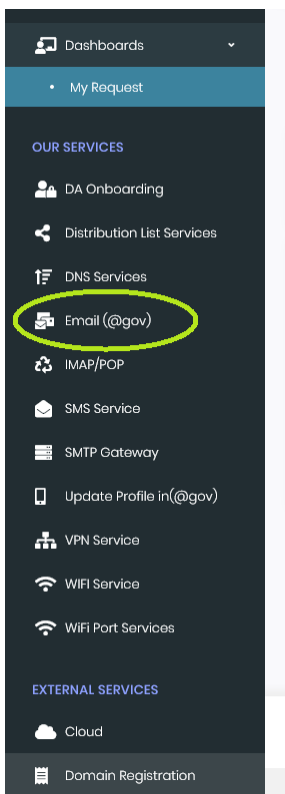 Dashboards
My Request
OUR SERVICES
DA Onboarding
Distribution List Services
DNS Services
Email (@gov)
IMAP/POP
SMS Service
SMTP Gateway
Update Profile in(@gov)
VPN Service
WIFI Service
WiFi Port Services
EXTERNAL SERVICES
Cloud
Domain Registration